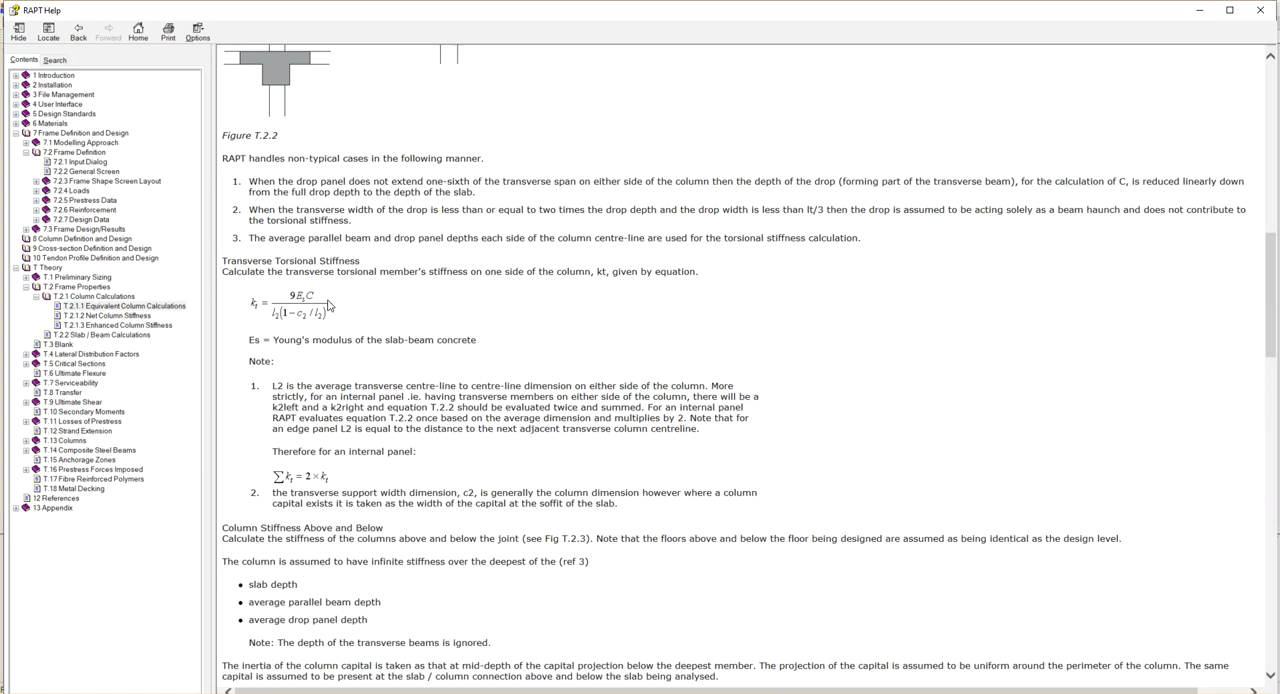 RAPT Help
Hide Locate Back Forward Home Print Options
Contents Search
1 Introduction
2 Installation
3 File Management
4 User Interface
5 Design Standards
6 Materials
7 Frame Definition and Design
7.1 Modelling Approach
7.2 Frame Definition
7.2.1 Input Dialog
7.2.2 General Screen
7.2.3 Frame Shape Screen Layout
7.2.4 Loads
7.2.5 Prestress Data
7.2.6 Reinforcement
7.2.7 Design Data
7.3 Frame Design/Results
8 Column Definition and Design
9 Cross-section Definition and Design
10 Tendon Profile Definition and Design
T Theory
T.1 Preliminary Sizing
T.2 Frame Properties
T.2.1 Column Calculations
T.2.1.1 Equivalent Column Calculations
T.2.1.2 Net Column Stiffness
T.2.1.3 Enhanced Column Stiffness
T.2.2 Slab / Beam Calculations
T.3 Blank
T.4 Lateral Distribution Factors
T.5 Critical Sections
T.6 Ultimate Flexure
T.7 Serviceability
T.8 Transfer
T.9 Ultimate Shear
T.10 Secondary Moments
T.11 Losses of Prestress
T.12 Strand Extension
T.13 Columns
T.14 Composite Steel Beams
T.15 Anchorage Zones
T.16 Prestress Forces Imposed
T.17 Fibre Reinforced Polymers
T.18 Metal Decking
12 References
13 Appendix
Figure T.2.2
RAPT handles non-typical cases in the following manner.
1. When the drop panel does not extend one-sixth of the transverse span on either side of the column then the depth of the drop (forming part of the transverse beam), for the calculation of C, is reduced linearly down
from the full drop depth to the depth of the slab.
2. When the transverse width of the drop is less than or equal to two times the drop depth and the drop width is less than lt/3 then the drop is assumed to be acting solely as a beam haunch and does not contribute to
the torsional stiffness.
3. The average parallel beam and drop panel depths each side of the column centre-line are used for the torsional stiffness calculation.
Transverse Torsional Stiffness
Calculate the transverse torsional member's stiffness on one side of the column, kt, given by equation.
k_t = 9E_sC / l_2(1 − c_2 / l_2)
Es = Young's modulus of the slab-beam concrete
Note:
1. L2 is the average transverse centre-line to centre-line dimension on either side of the column. More
strictly, for an internal panel .ie. having transverse members on either side of the column, there will be a
k2left and a k2right and equation T.2.2 should be evaluated twice and summed. For an internal panel
RAPT evaluates equation T.2.2 once based on the average dimension and multiplies by 2. Note that for
an edge panel L2 is equal to the distance to the next adjacent transverse column centreline.
Therefore for an internal panel:
∑ k_t = 2 × k_t
2. the transverse support width dimension, c2, is generally the column dimension however where a column
capital exists it is taken as the width of the capital at the soffit of the slab.
Column Stiffness Above and Below
Calculate the stiffness of the columns above and below the joint (see Fig T.2.3). Note that the floors above and below the floor being designed are assumed as being identical as the design level.
The column is assumed to have infinite stiffness over the deepest of the (ref 3)
• slab depth
• average parallel beam depth
• average drop panel depth
Note: The depth of the transverse beams is ignored.
The inertia of the column capital is taken as that at mid-depth of the capital projection below the deepest member. The projection of the capital is assumed to be uniform around the perimeter of the column. The same
capital is assumed to be present at the slab / column connection above and below the slab being analysed.